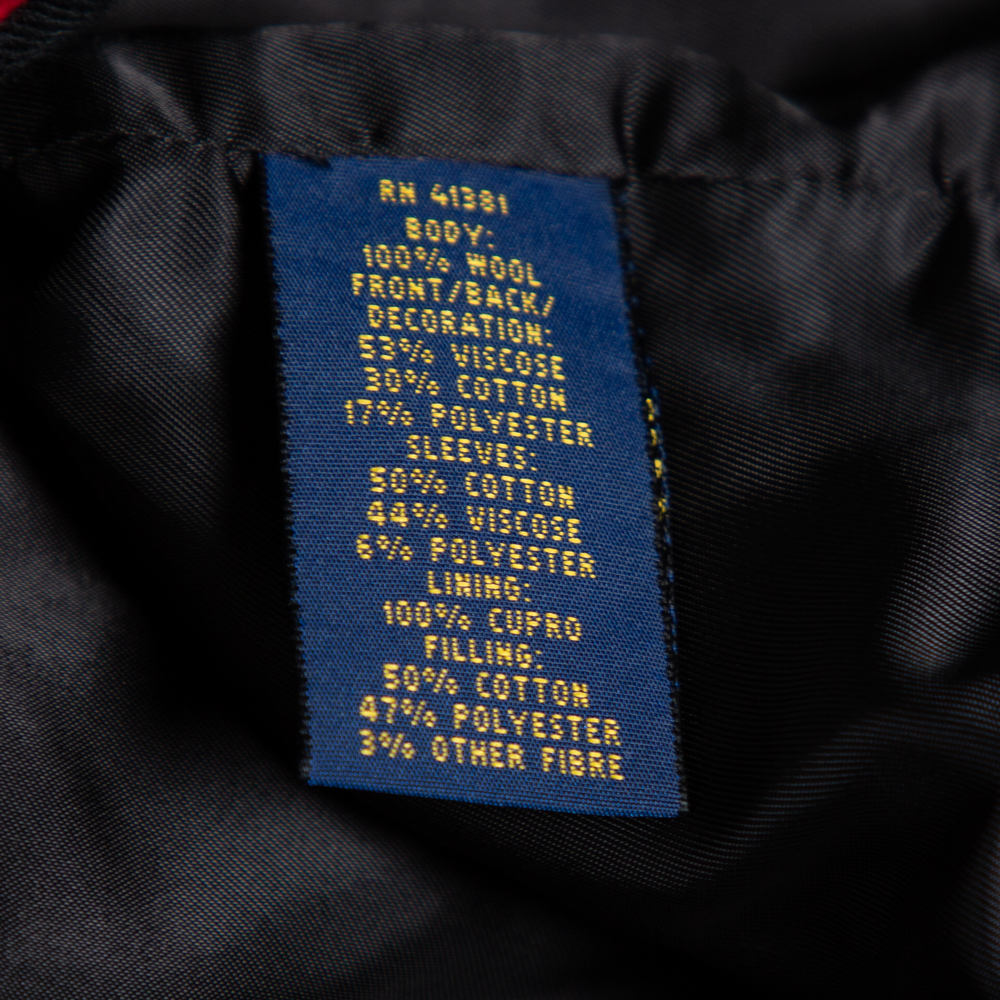 RN 41381
BODY:
100% WOOL
FRONT/BACK/
DECORATION:
53% VISCOSE
30% COTTON
17% POLYESTER
SLEEVES:
50% COTTON
44% VISCOSE
6% POLYESTER
LINING:
100% CUPRO
FILLING:
50% COTTON
47% POLYESTER
3% OTHER FIBRE